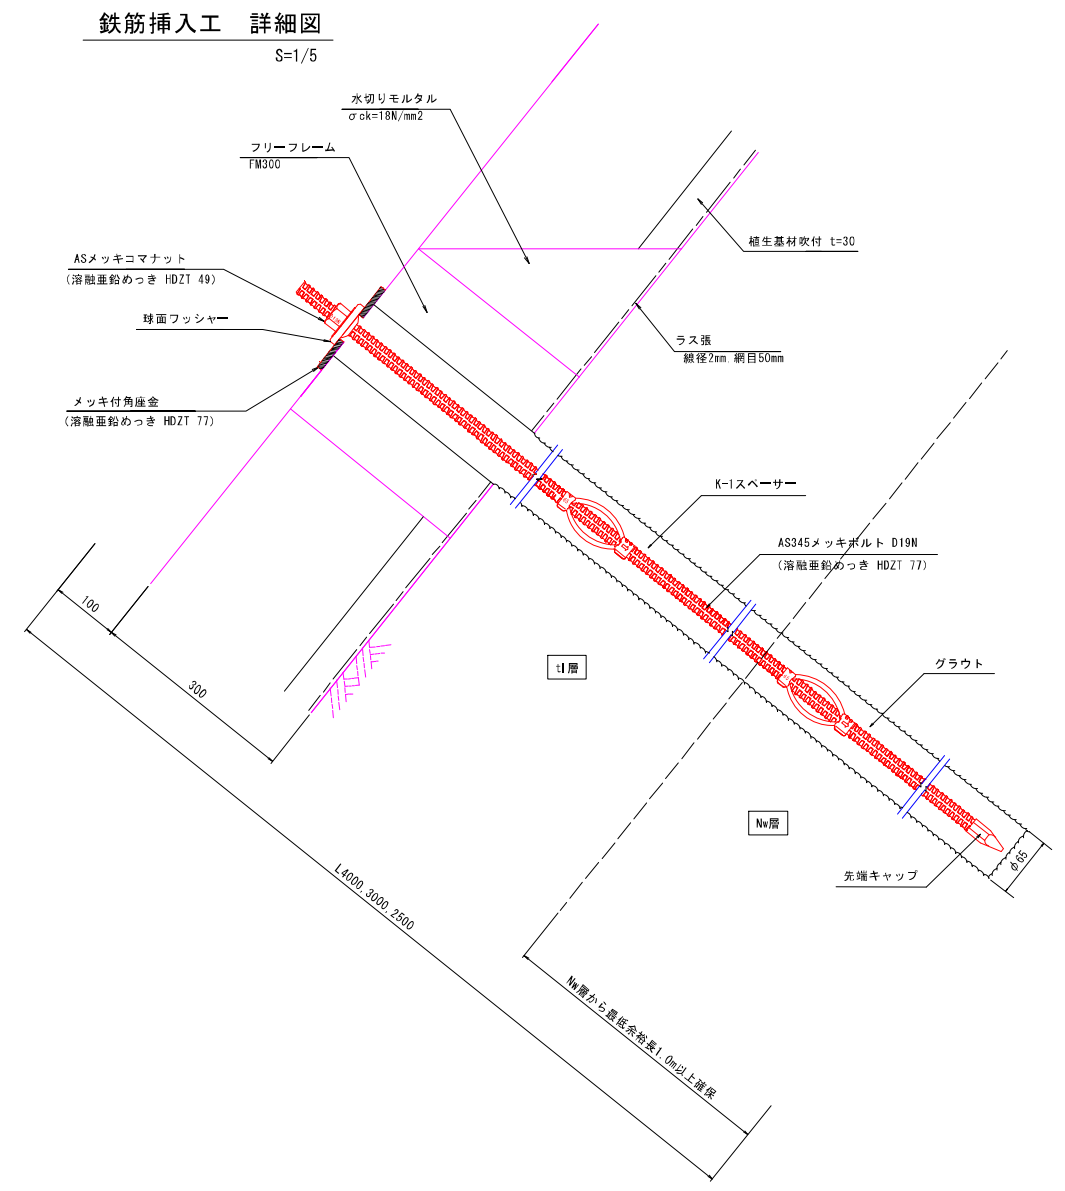 鉄筋挿入工　詳細図
S=1/5
水切りモルタル
σck=18N/mm2
フリーフレーム
FM300
植生基材吹付 t=30
ASメッキコマナット
(溶融亜鉛めっき HDZT 49)
球面ワッシャー
ラス張
線径2mm 網目50mm
メッキ付角座金
(溶融亜鉛めっき HDZT 77)
K-1スペーサー
AS345メッキボルト D19N
(溶融亜鉛めっき HDZT 77)
100
300
tl層
グラウト
Nw層
先端キャップ
φ65
L4000,3000,2500
Nw層から最低余裕長1.0m以上確保